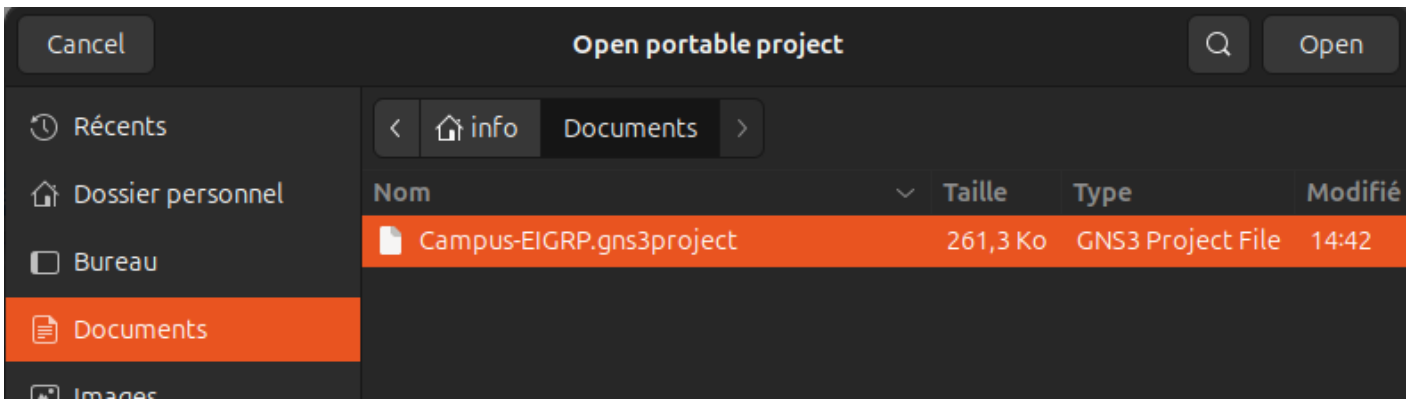 Cancel Open portable project Open
Récents
info Documents
Dossier personnel
Nom Taille Type Modifié
Campus-EIGRP.gns3project 261,3 Ko GNS3 Project File 14:42
Bureau
Documents
Images